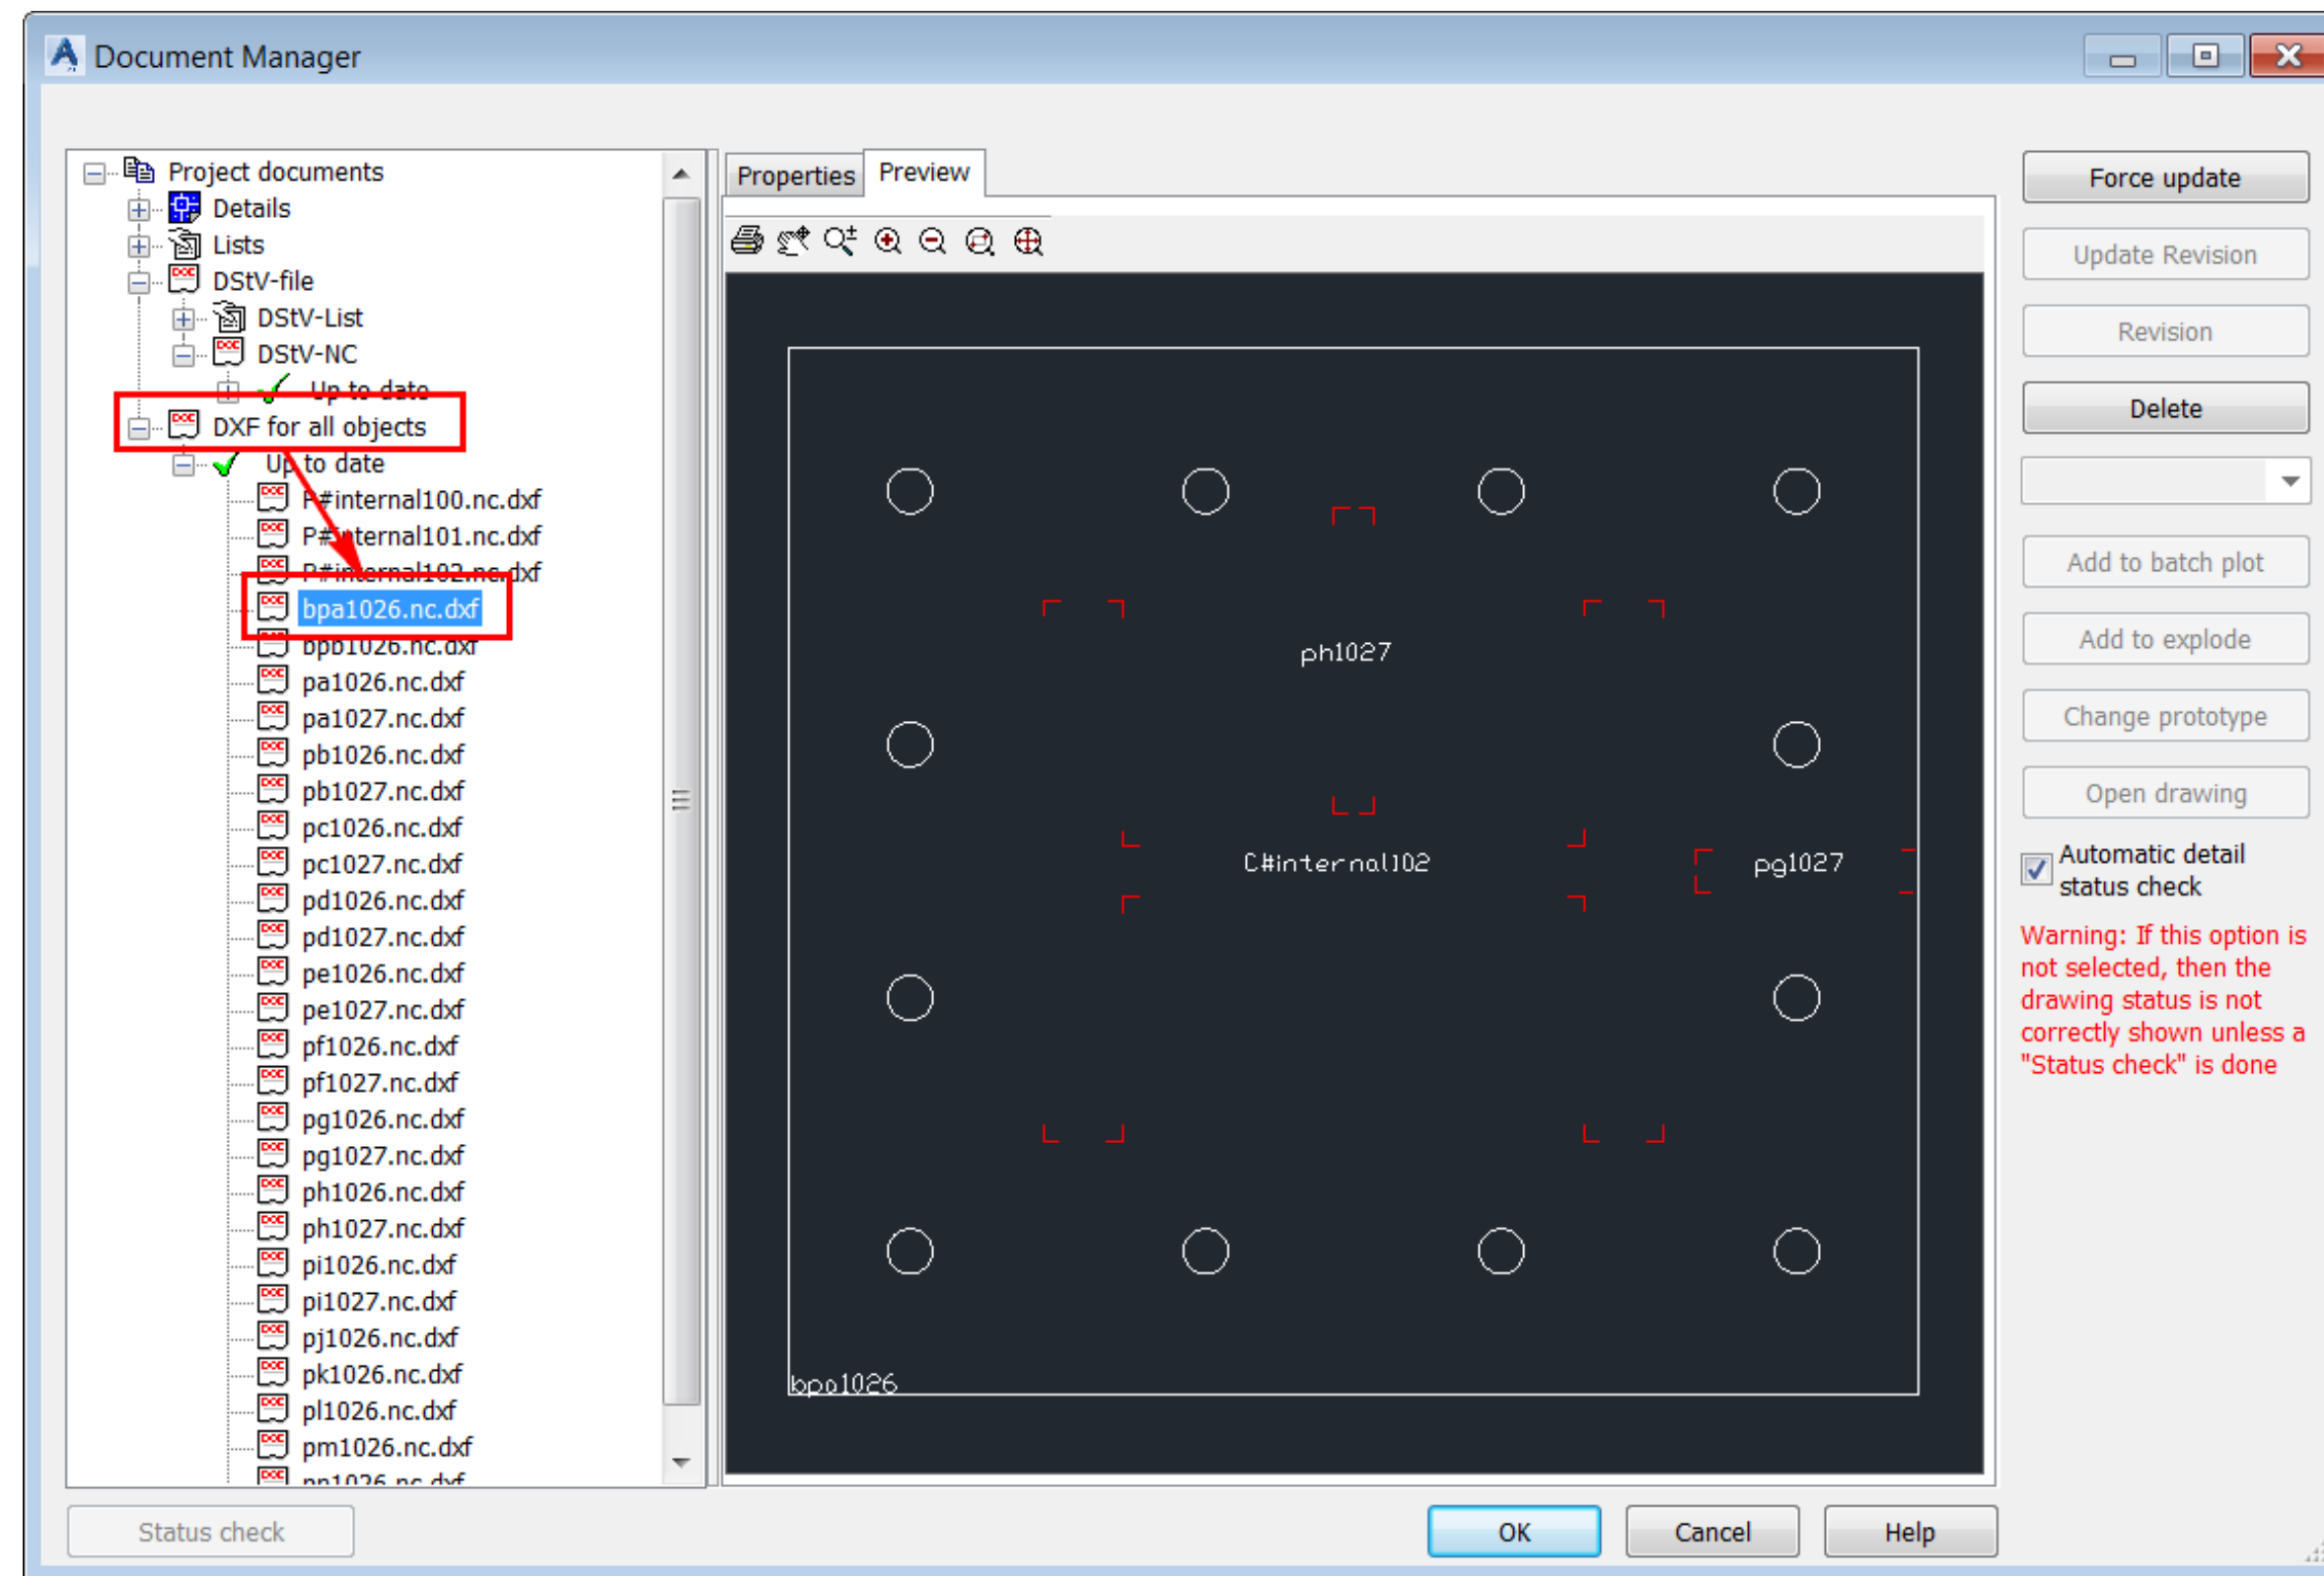 Document Manager
Project documents
Details
Lists
DStV-file
DStV-List
DStV-NC
Up to date
DXF for all objects
Up to date
P#internal100.nc.dxf
P#internal101.nc.dxf
P#internal102.nc.dxf
bpa1026.nc.dxf
bpb1026.nc.dxf
pa1026.nc.dxf
pa1027.nc.dxf
pb1026.nc.dxf
pb1027.nc.dxf
pc1026.nc.dxf
pc1027.nc.dxf
pd1026.nc.dxf
pd1027.nc.dxf
pe1026.nc.dxf
pe1027.nc.dxf
pf1026.nc.dxf
pf1027.nc.dxf
pg1026.nc.dxf
pg1027.nc.dxf
ph1026.nc.dxf
ph1027.nc.dxf
pi1026.nc.dxf
pi1027.nc.dxf
pj1026.nc.dxf
pk1026.nc.dxf
pl1026.nc.dxf
pm1026.nc.dxf
Properties
Preview
ph1027
C#internal102
pg1027
bpa1026
Force update
Update Revision
Revision
Delete
Add to batch plot
Add to explode
Change prototype
Open drawing
Automatic detail
status check
Warning: If this option is
not selected, then the
drawing status is not
correctly shown unless a
"Status check" is done
Status check
OK
Cancel
Help